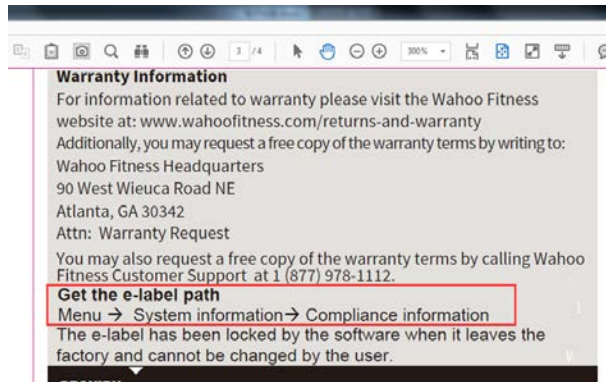 3 / 4
300%
Warranty Information
For information related to warranty please visit the Wahoo Fitness
website at: www.wahoofitness.com/returns-and-warranty
Additionally, you may request a free copy of the warranty terms by writing to:
Wahoo Fitness Headquarters
90 West Wieuca Road NE
Atlanta, GA 30342
Attn: Warranty Request
You may also request a free copy of the warranty terms by calling Wahoo
Fitness Customer Support at 1 (877) 978-1112.
Get the e-label path
Menu → System information→ Compliance information
The e-label has been locked by the software when it leaves the
factory and cannot be changed by the user.